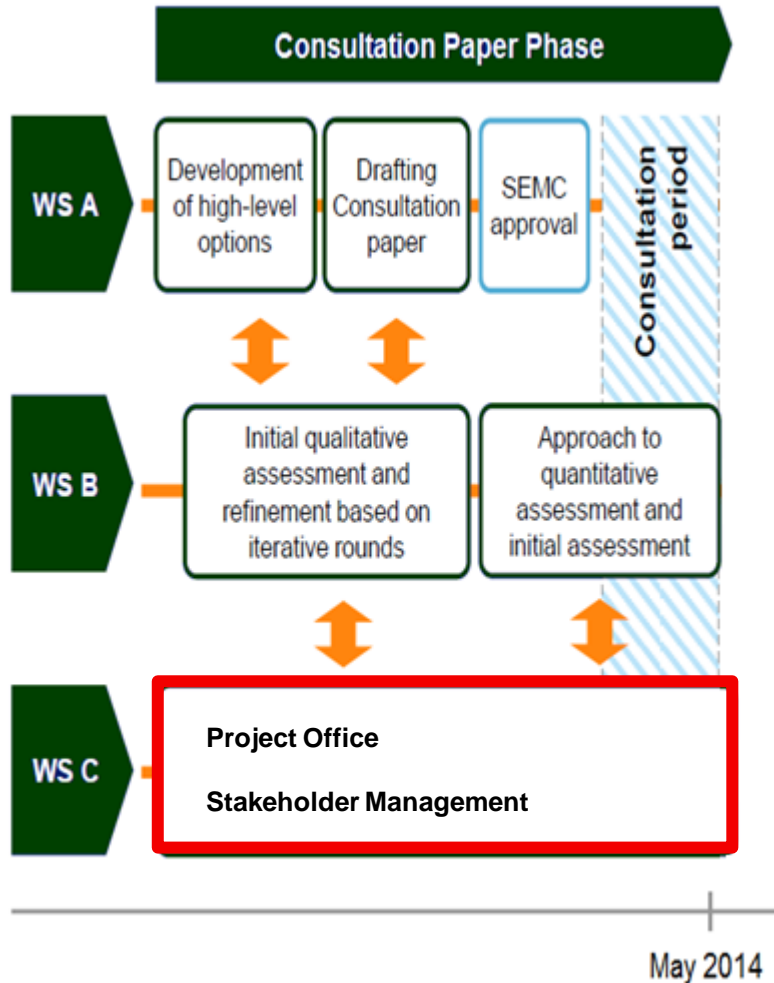 Consultation Paper Phase
WS A
Development
of high-level
options
Drafting
Consultation
paper
SEMC
approval
Consultation
period
WS B
Initial qualitative
assessment and
refinement based on
iterative rounds
Approach to
quantitative
assessment and
initial assessment
WS C
Project Office
Stakeholder Management
May 2014